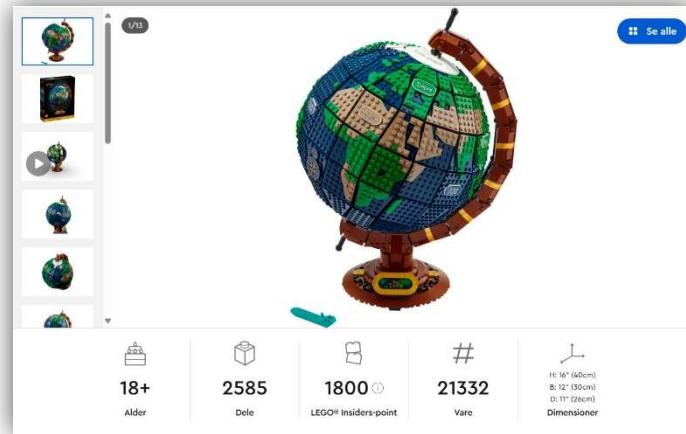 1/13
Se alle
18+
Alder
2585
Dele
1800
LEGO® Insiders-point
21332
Vare
H: 16" (40cm)
B: 12" (30cm)
D: 11" (26cm)
Dimensioner